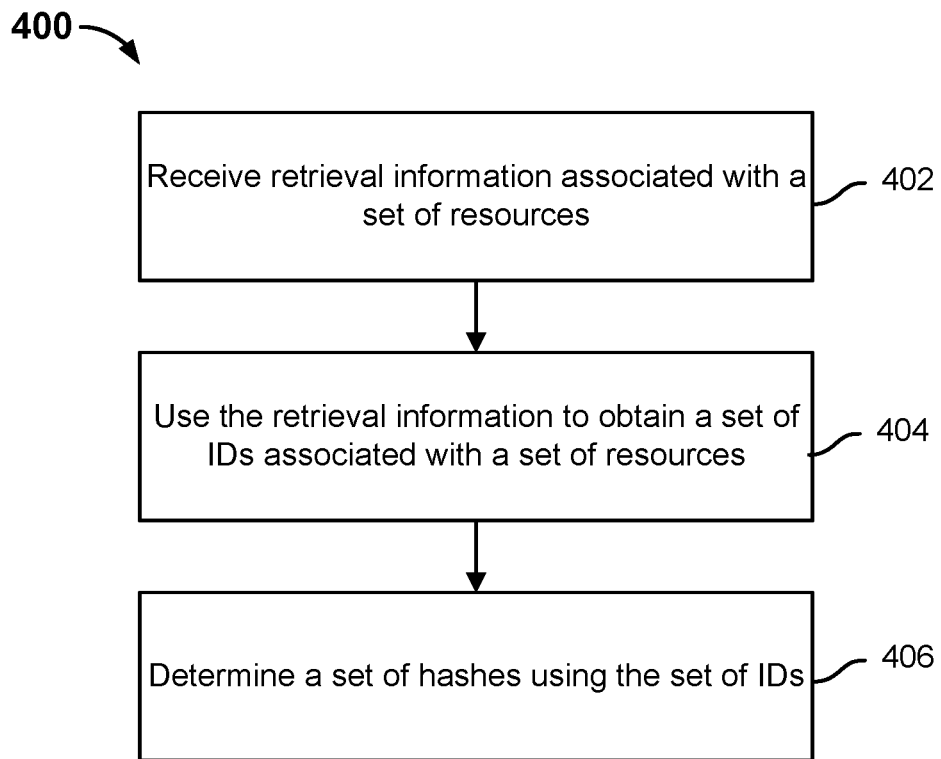 400
Receive retrieval information associated with a
set of resources
402
Use the retrieval information to obtain a set of
IDs associated with a set of resources
404
Determine a set of hashes using the set of IDs
406